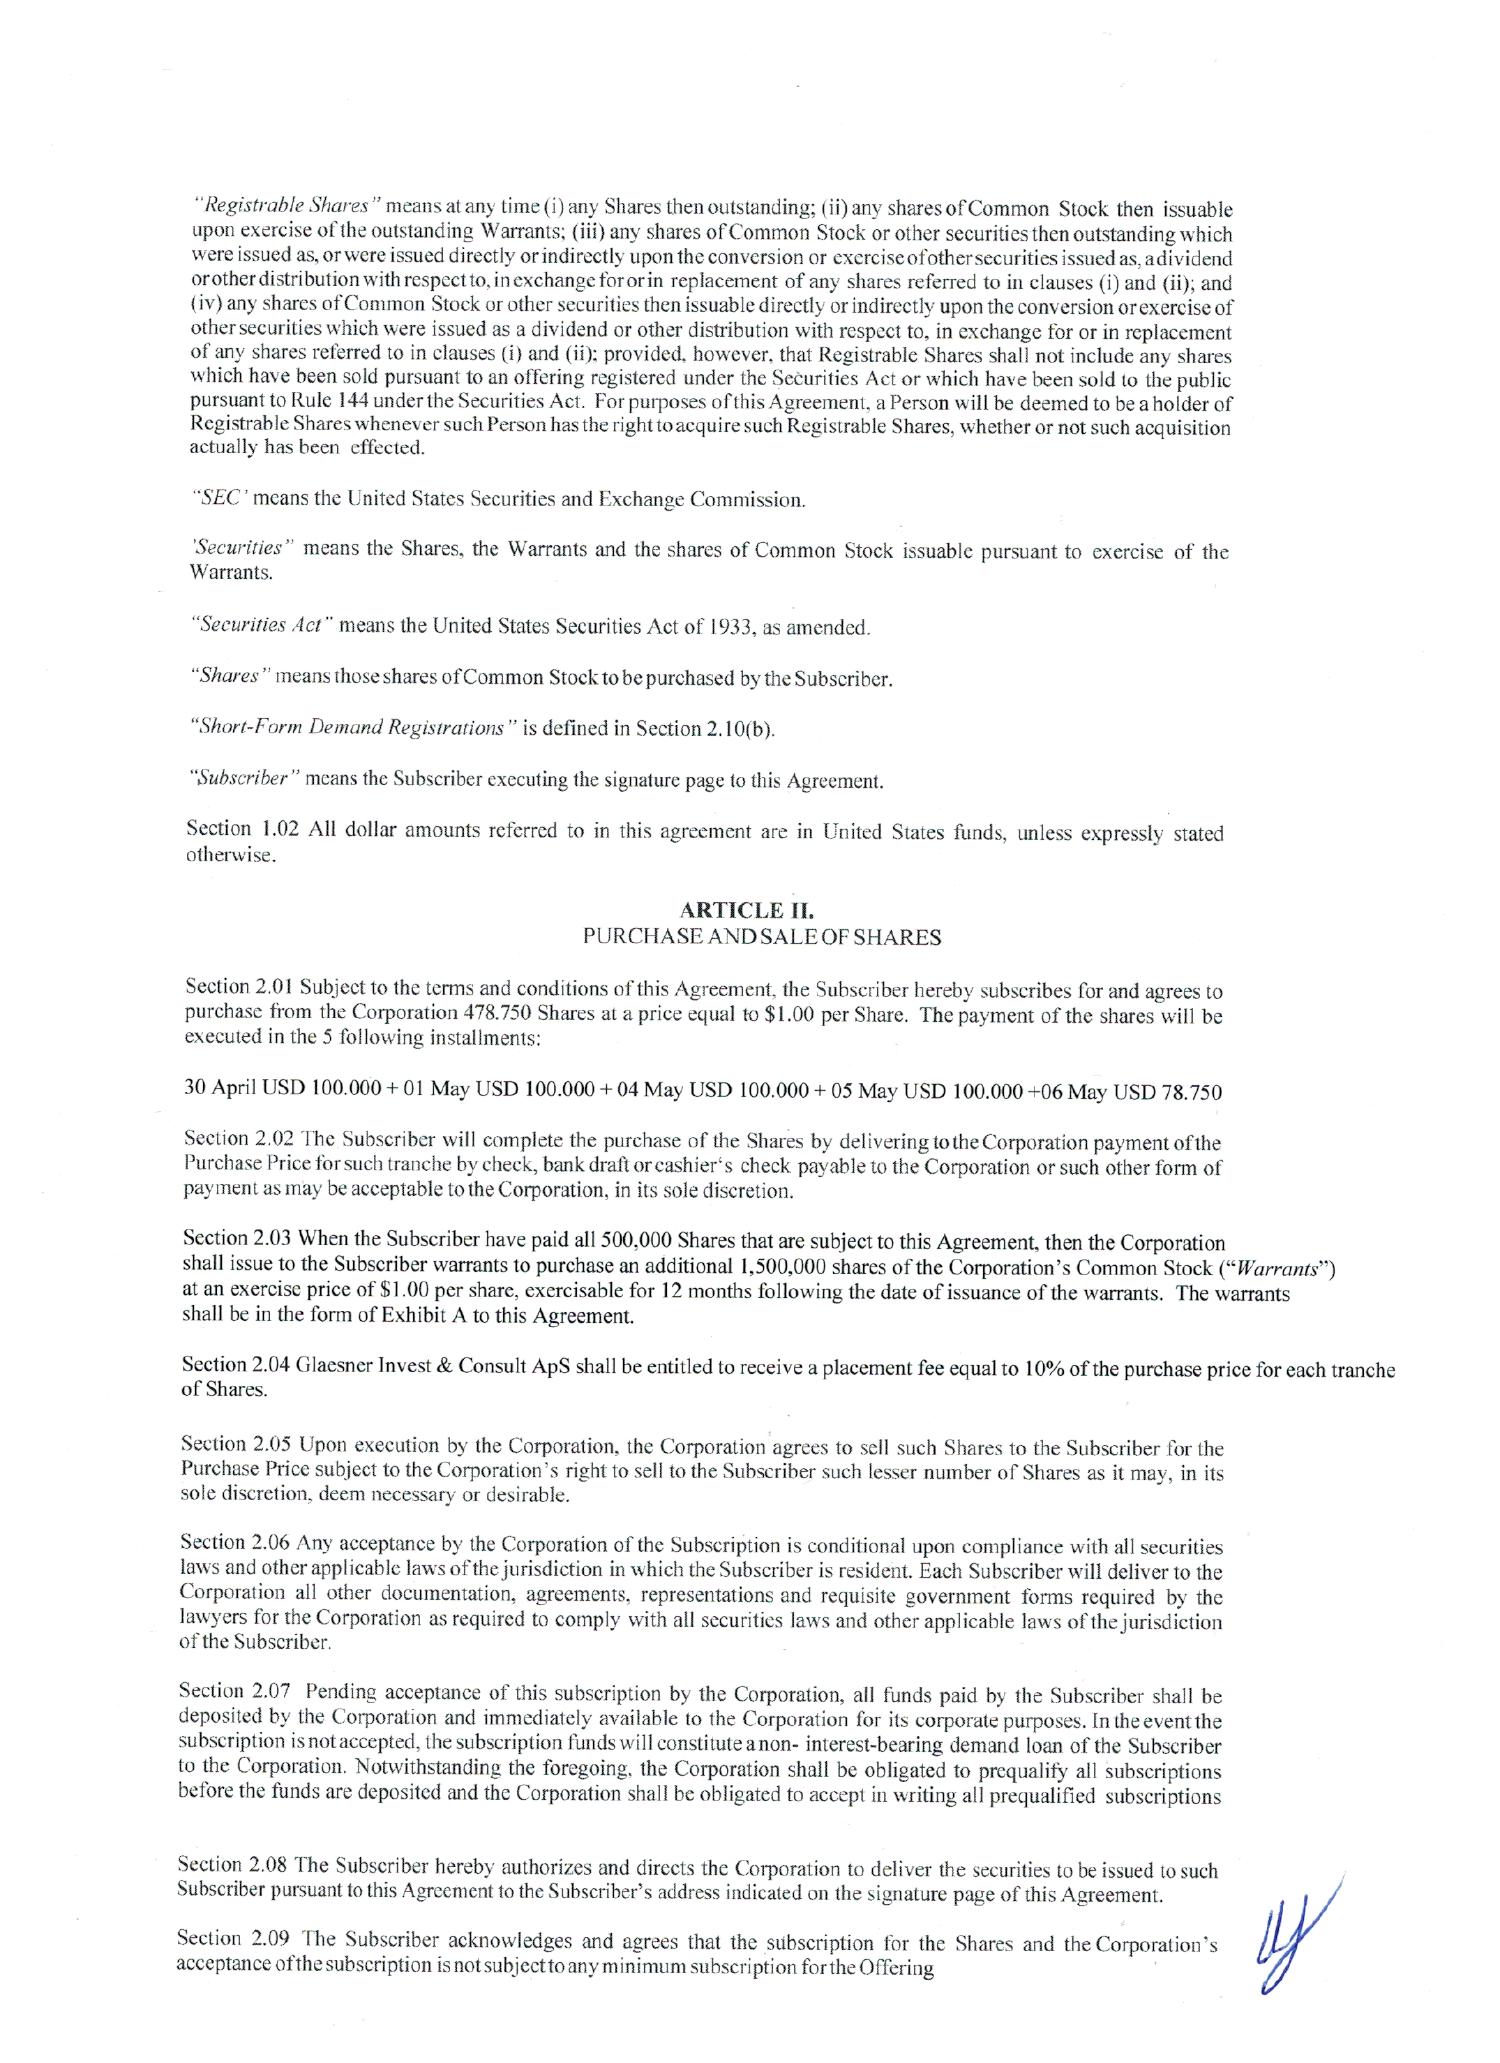 “Registrable Shares” means at any time (i) any Shares then outstanding; (ii) any shares of Common Stock then issuable
upon exercise of the outstanding Warrants; (iii) any shares of Common Stock or other securities then outstanding which
were issued as, or were issued directly or indirectly upon the conversion or exercise of other securities issued as, a dividend
or other distribution with respect to, in exchange for or in replacement of any shares referred to in clauses (i) and (ii); and
(iv) any shares of Common Stock or other securities then issuable directly or indirectly upon the conversion or exercise of
other securities which were issued as a dividend or other distribution with respect to, in exchange for or in replacement
of any shares referred to in clauses (i) and (ii); provided, however, that Registrable Shares shall not include any shares
which have been sold pursuant to an offering registered under the Securities Act or which have been sold to the public
pursuant to Rule 144 under the Securities Act. For purposes of this Agreement, a Person will be deemed to be a holder of
Registrable Shares whenever such Person has the right to acquire such Registrable Shares, whether or not such acquisition
actually has been effected.
“SEC' means the United States Securities and Exchange Commission.
'Securities” means the Shares, the Warrants and the shares of Common Stock issuable pursuant to exercise of the
Warrants.
“Securities Act” means the United States Securities Act of 1933, as amended.
“Shares” means those shares of Common Stock to be purchased by the Subscriber.
“Short-Form Demand Registrations” is defined in Section 2.10(b).
“Subscriber” means the Subscriber executing the signature page to this Agreement.
Section 1.02 All dollar amounts referred to in this agreement are in United States funds, unless expressly stated
otherwise.
ARTICLE II.
PURCHASE AND SALE OF SHARES
Section 2.01 Subject to the terms and conditions of this Agreement, the Subscriber hereby subscribes for and agrees to
purchase from the Corporation 478.750 Shares at a price equal to $1.00 per Share. The payment of the shares will be
executed in the 5 following installments:
30 April USD 100.000 + 01 May USD 100.000 + 04 May USD 100.000 + 05 May USD 100.000 +06 May USD 78.750
Section 2.02 The Subscriber will complete the purchase of the Shares by delivering to the Corporation payment of the
Purchase Price for such tranche by check, bank draft or cashier‘s check payable to the Corporation or such other form of
payment as may be acceptable to the Corporation, in its sole discretion.
Section 2.03 When the Subscriber have paid all 500,000 Shares that are subject to this Agreement, then the Corporation
shall issue to the Subscriber warrants to purchase an additional 1,500,000 shares of the Corporation’s Common Stock (“Warrants”)
at an exercise price of $1.00 per share, exercisable for 12 months following the date of issuance of the warrants. The warrants
shall be in the form of Exhibit A to this Agreement.
Section 2.04 Glaesner Invest & Consult ApS shall be entitled to receive a placement fee equal to 10% of the purchase price for each tranche
of Shares.
Section 2.05 Upon execution by the Corporation, the Corporation agrees to sell such Shares to the Subscriber for the
Purchase Price subject to the Corporation’s right to sell to the Subscriber such lesser number of Shares as it may, in its
sole discretion, deem necessary or desirable.
Section 2.06 Any acceptance by the Corporation of the Subscription is conditional upon compliance with all securities
laws and other applicable laws of the jurisdiction in which the Subscriber is resident. Each Subscriber will deliver to the
Corporation all other documentation, agreements, representations and requisite government forms required by the
lawyers for the Corporation as required to comply with all securities laws and other applicable laws of the jurisdiction
of the Subscriber.
Section 2.07 Pending acceptance of this subscription by the Corporation, all funds paid by the Subscriber shall be
deposited by the Corporation and immediately available to the Corporation for its corporate purposes. In the event the
subscription is not accepted, the subscription funds will constitute a non- interest-bearing demand loan of the Subscriber
to the Corporation. Notwithstanding the foregoing, the Corporation shall be obligated to prequalify all subscriptions
before the funds are deposited and the Corporation shall be obligated to accept in writing all prequalified subscriptions
Section 2.08 The Subscriber hereby authorizes and directs the Corporation to deliver the securities to be issued to such
Subscriber pursuant to this Agreement to the Subscriber’s address indicated on the signature page of this Agreement.
Section 2.09 The Subscriber acknowledges and agrees that the subscription for the Shares and the Corporation’s
acceptance of the subscription is not subject to any minimum subscription for the Offering